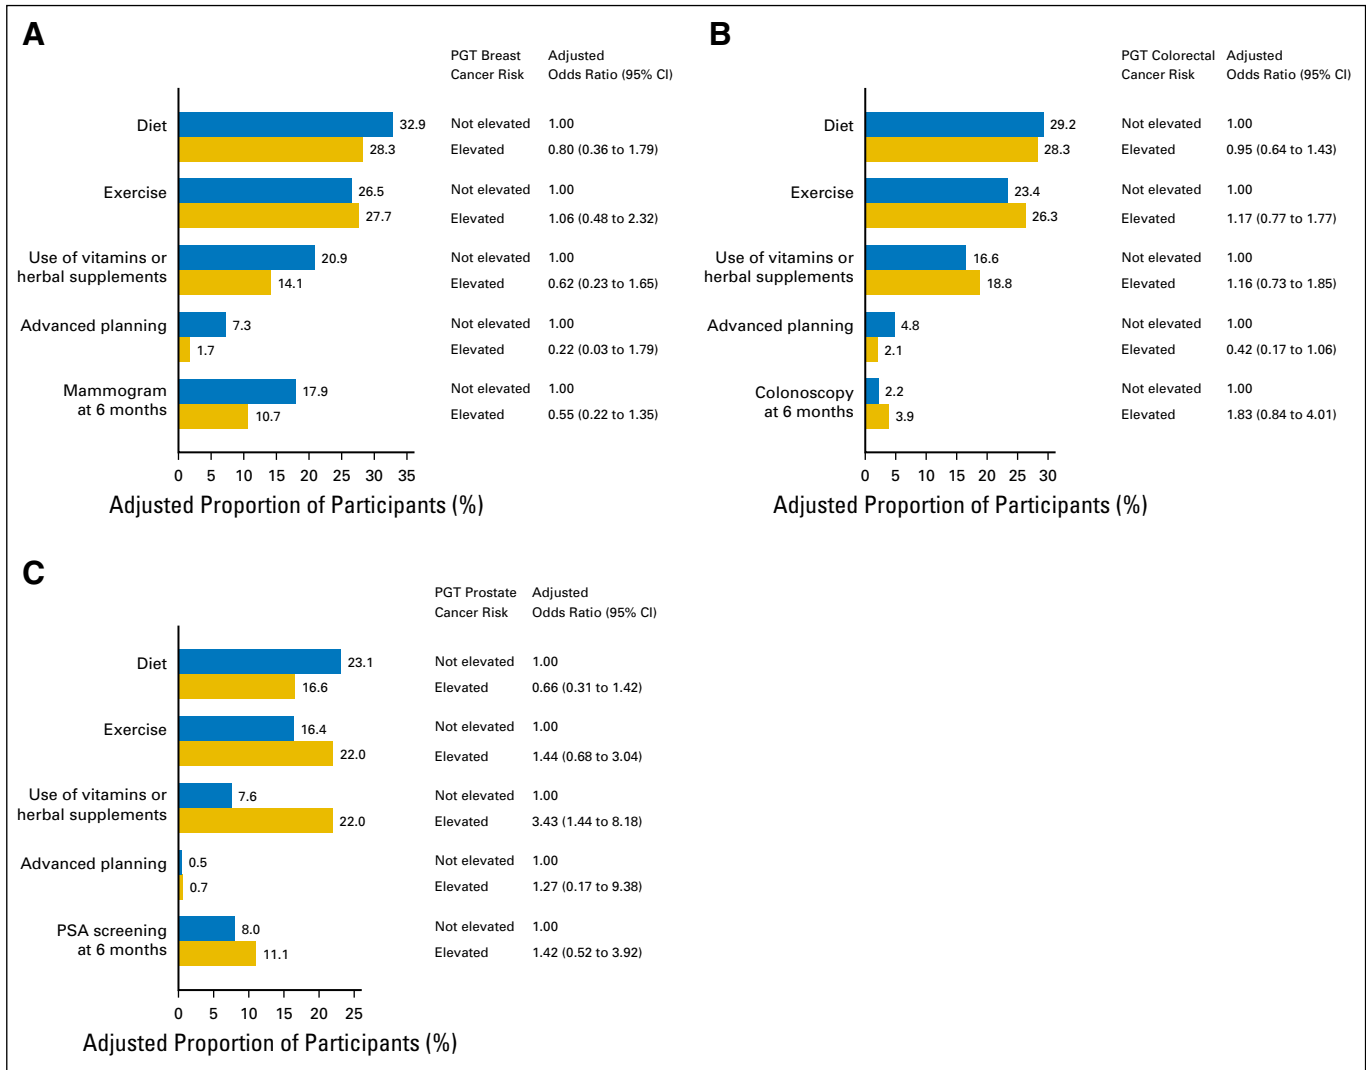 A
PGT Breast Adjusted
Cancer Risk Odds Ratio (95% CI)
Diet 32.9 Not elevated 1.00
28.3 Elevated 0.80 (0.36 to 1.79)
Exercise 26.5 Not elevated 1.00
27.7 Elevated 1.06 (0.48 to 2.32)
Use of vitamins or
herbal supplements 20.9 Not elevated 1.00
14.1 Elevated 0.62 (0.23 to 1.65)
Advanced planning 7.3 Not elevated 1.00
1.7 Elevated 0.22 (0.03 to 1.79)
Mammogram
at 6 months 17.9 Not elevated 1.00
10.7 Elevated 0.55 (0.22 to 1.35)
0 5 10 15 20 25 30 35
Adjusted Proportion of Participants (%)
B
PGT Colorectal Adjusted
Cancer Risk Odds Ratio (95% CI)
Diet 29.2 Not elevated 1.00
28.3 Elevated 0.95 (0.64 to 1.43)
Exercise 23.4 Not elevated 1.00
26.3 Elevated 1.17 (0.77 to 1.77)
Use of vitamins or
herbal supplements 16.6 Not elevated 1.00
18.8 Elevated 1.16 (0.73 to 1.85)
Advanced planning 4.8 Not elevated 1.00
2.1 Elevated 0.42 (0.17 to 1.06)
Colonoscopy
at 6 months 2.2 Not elevated 1.00
3.9 Elevated 1.83 (0.84 to 4.01)
0 5 10 15 20 25 30
Adjusted Proportion of Participants (%)
C
PGT Prostate Adjusted
Cancer Risk Odds Ratio (95% CI)
Diet 23.1 Not elevated 1.00
16.6 Elevated 0.66 (0.31 to 1.42)
Exercise 16.4 Not elevated 1.00
22.0 Elevated 1.44 (0.68 to 3.04)
Use of vitamins or
herbal supplements 7.6 Not elevated 1.00
22.0 Elevated 3.43 (1.44 to 8.18)
Advanced planning 0.5 Not elevated 1.00
0.7 Elevated 1.27 (0.17 to 9.38)
PSA screening
at 6 months 8.0 Not elevated 1.00
11.1 Elevated 1.42 (0.52 to 3.92)
0 5 10 15 20 25
Adjusted Proportion of Participants (%)